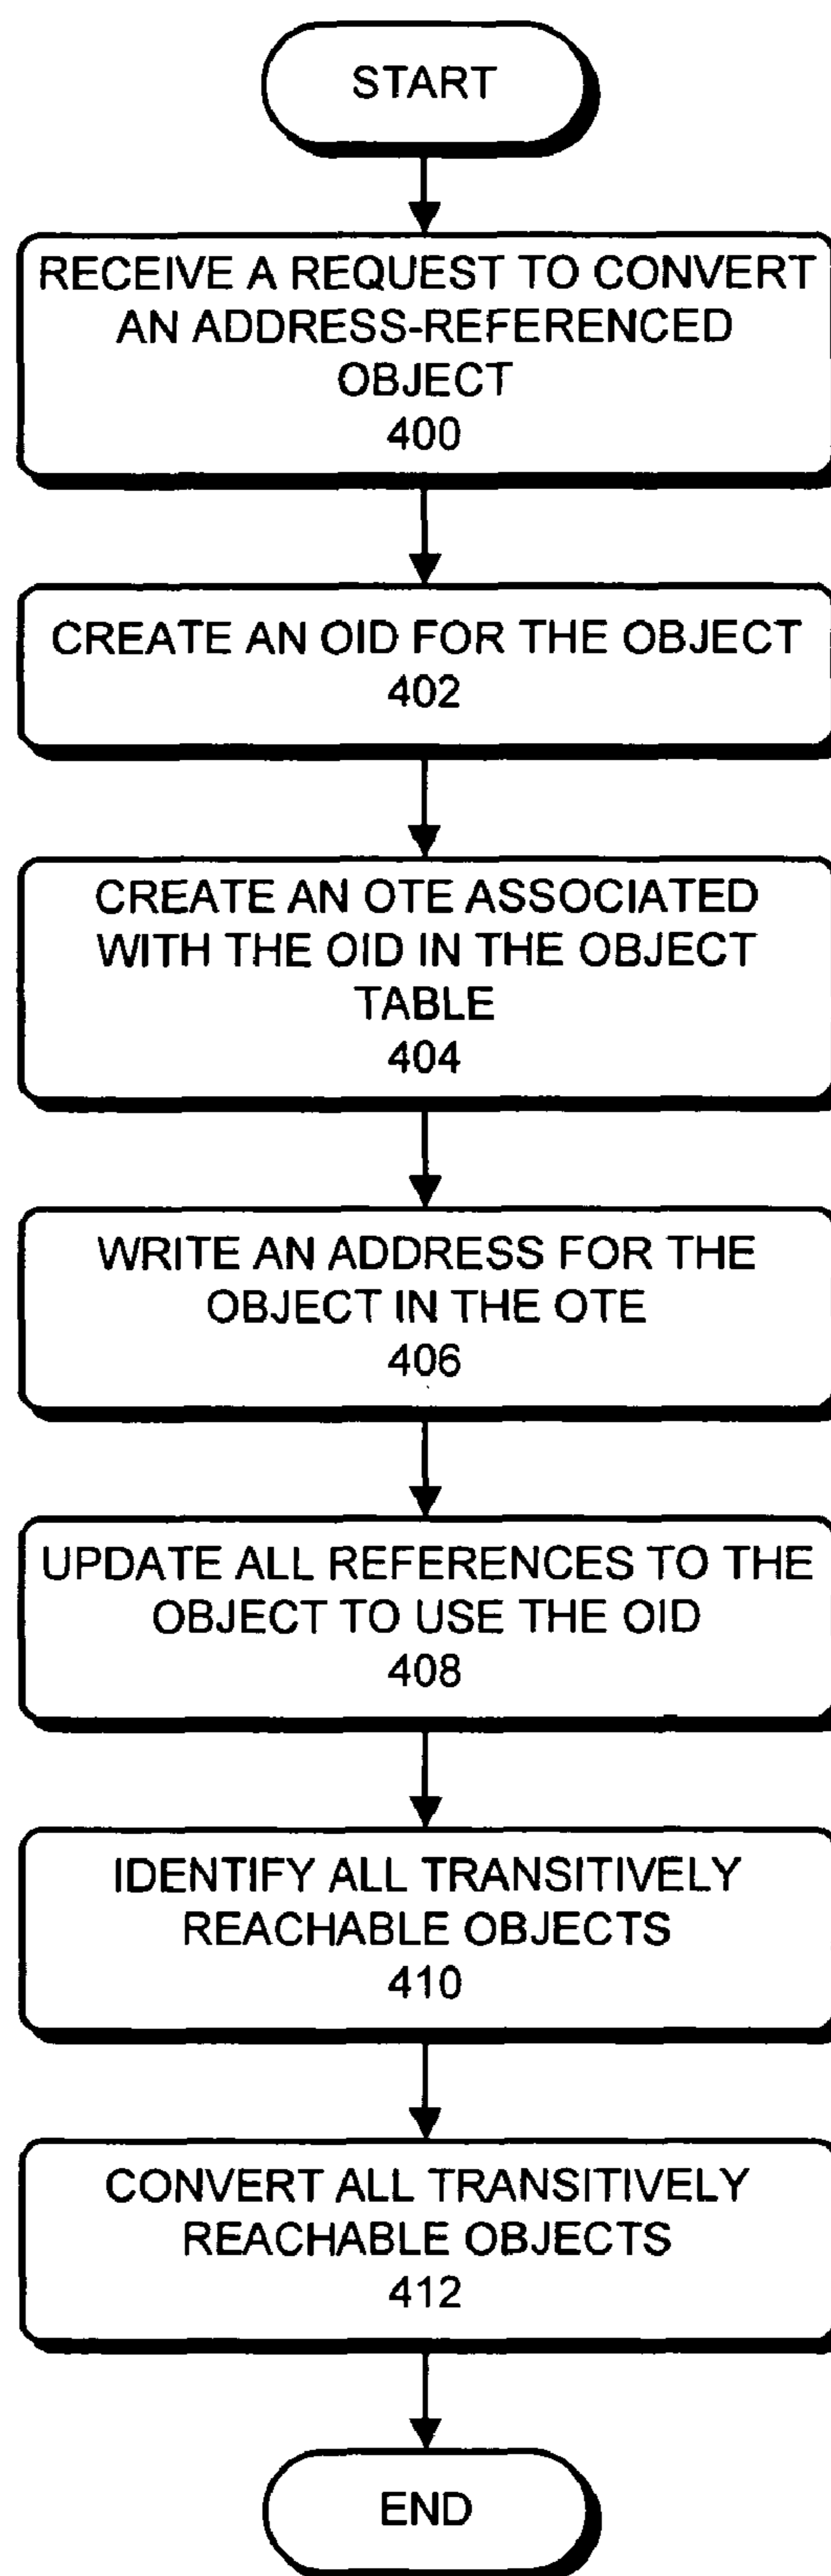 START
RECEIVE A REQUEST TO CONVERT
AN ADDRESS-REFERENCED
OBJECT
400
CREATE AN OID FOR THE OBJECT
402
CREATE AN OTE ASSOCIATED
WITH THE OID IN THE OBJECT
TABLE
404
WRITE AN ADDRESS FOR THE
OBJECT IN THE OTE
406
UPDATE ALL REFERENCES TO THE
OBJECT TO USE THE OID
408
IDENTIFY ALL TRANSITIVELY
REACHABLE OBJECTS
410
CONVERT ALL TRANSITIVELY
REACHABLE OBJECTS
412
END